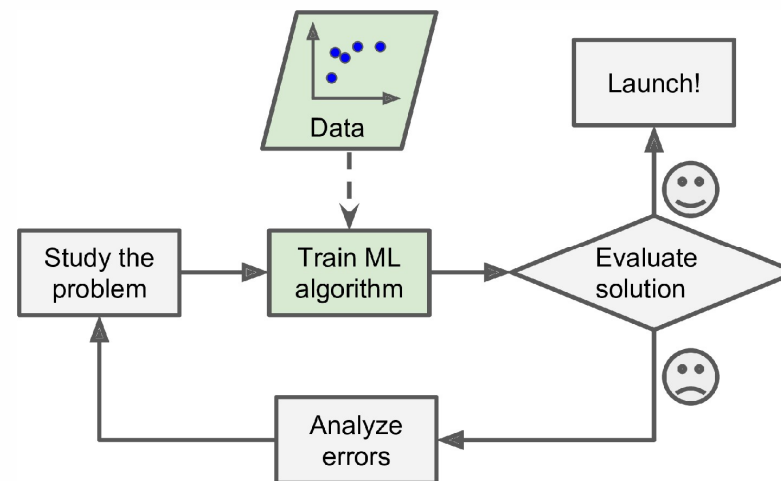 Data
Launch!
Study the
problem
Train ML
algorithm
Evaluate
solution
Analyze
errors